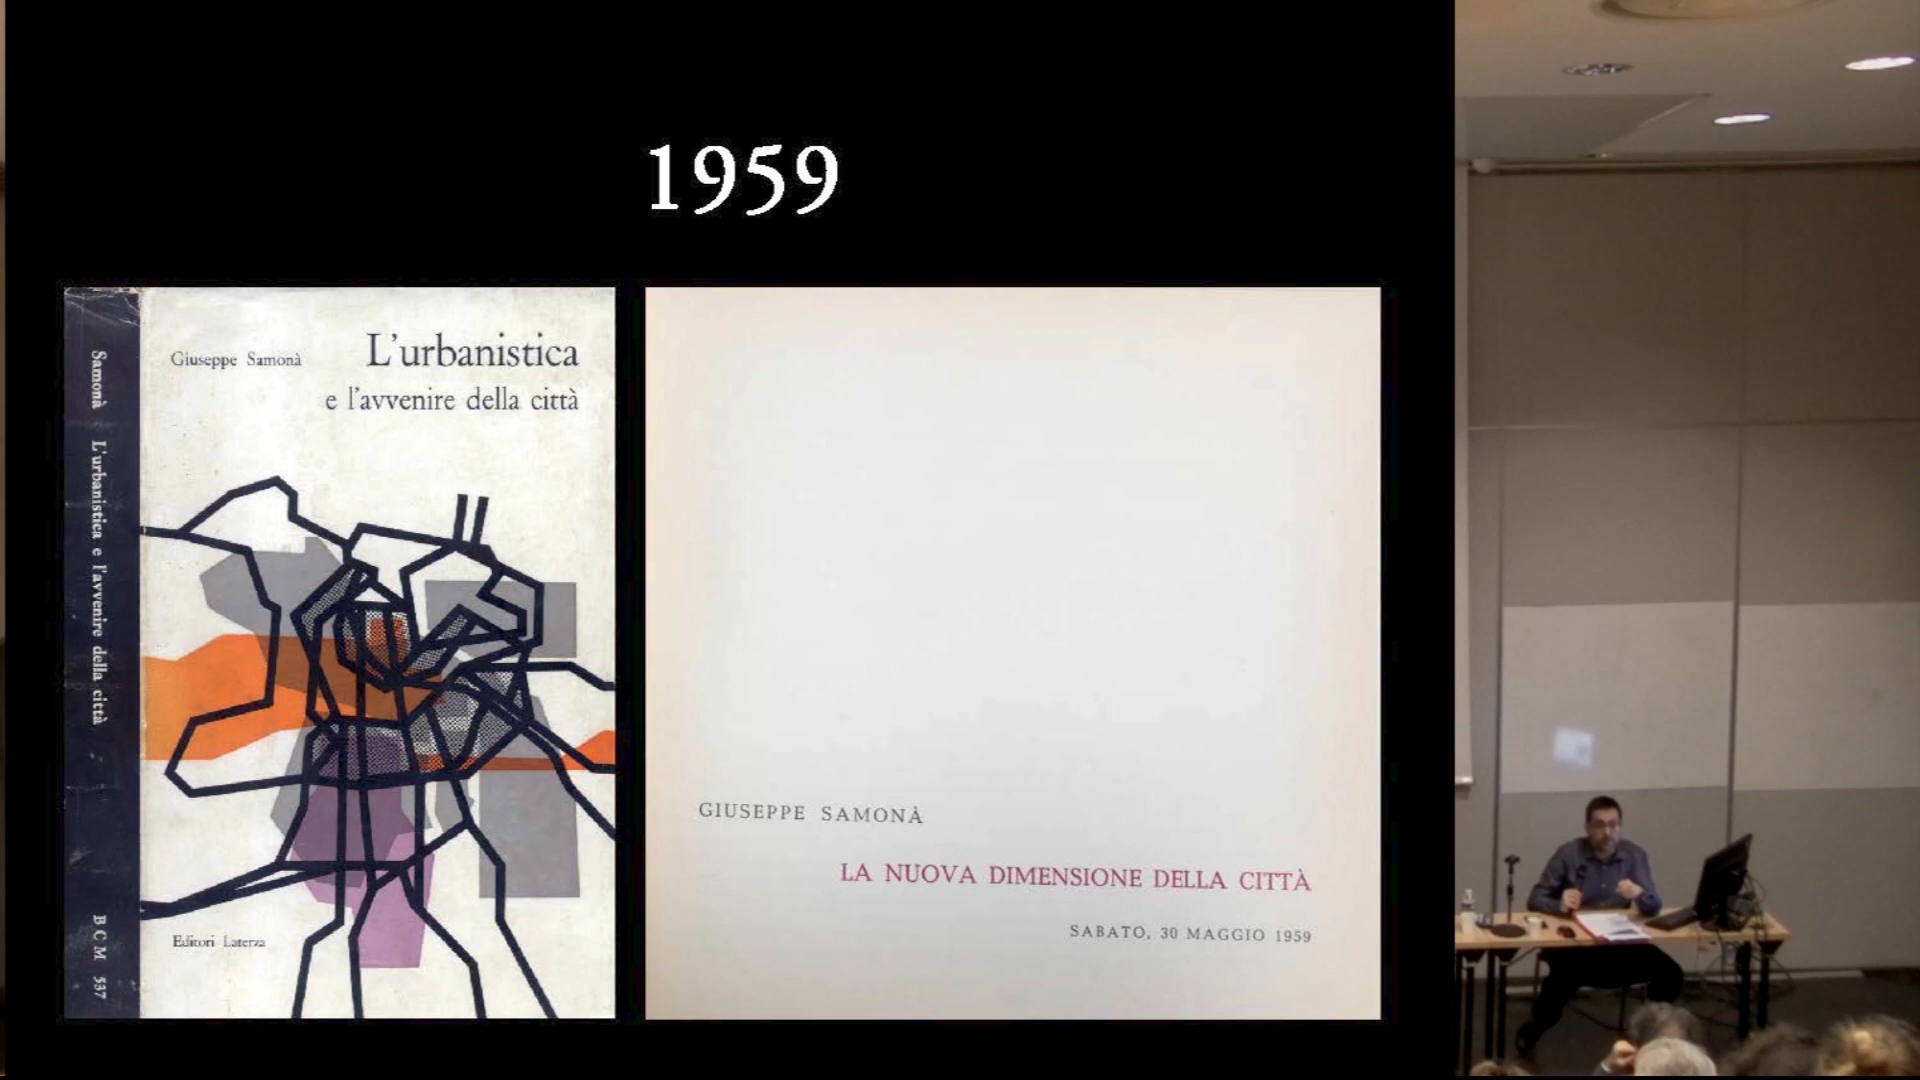 1959
Samonà L'urbanistica e l'avvenire della città BCM 537
Giuseppe Samonà
L'urbanistica
e l'avvenire della città
Editori Laterza
GIUSEPPE SAMONÀ
LA NUOVA DIMENSIONE DELLA CITTÀ
SABATO, 30 MAGGIO 1959